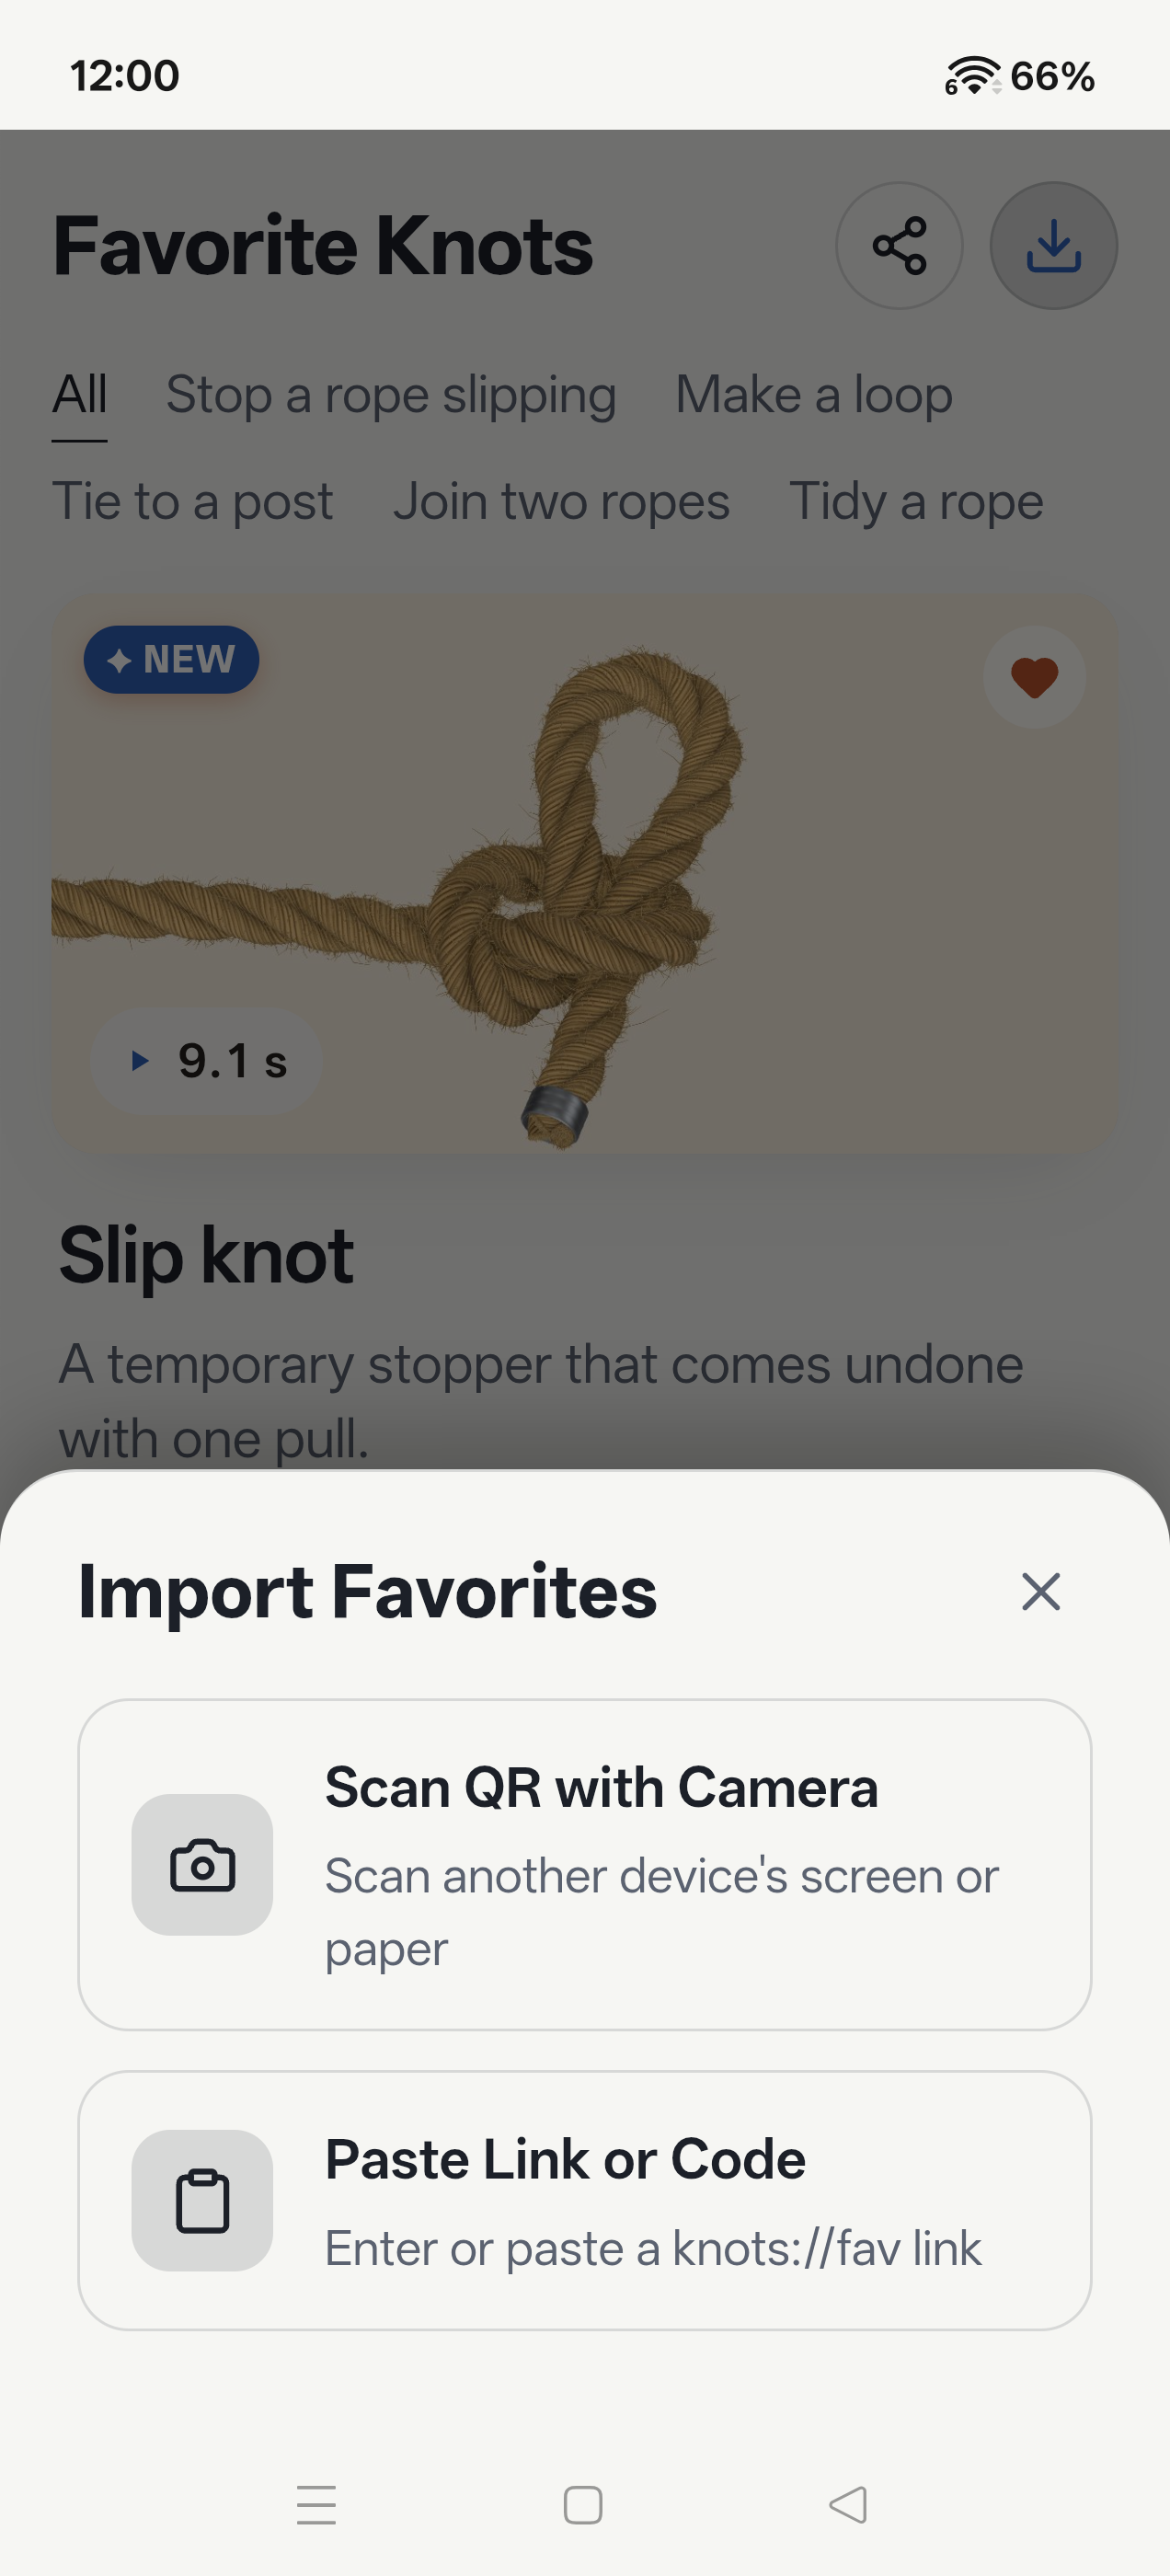 12:00
6 66%
Favorite Knots
All Stop a rope slipping Make a loop
Tie to a post Join two ropes Tidy a rope
NEW
9.1 s
Slip knot
A temporary stopper that comes undone
with one pull.
Import Favorites
Scan QR with Camera
Scan another device's screen or
paper
Paste Link or Code
Enter or paste a knots://fav link